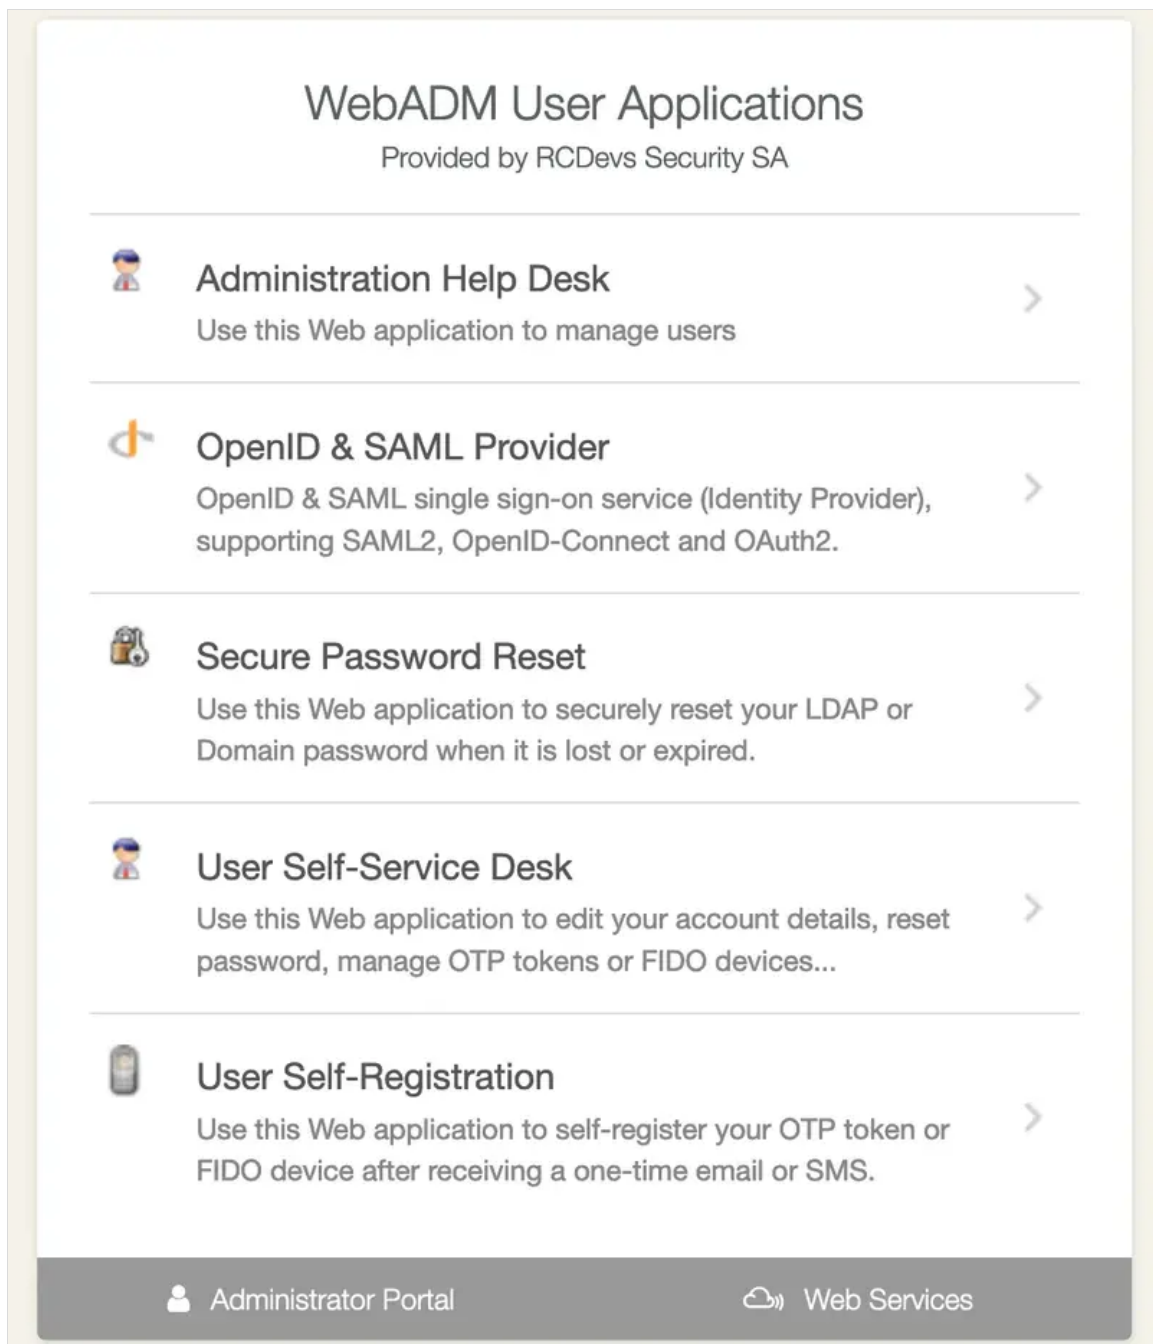 WebADM User Applications
Provided by RCDevs Security SA
Administration Help Desk
Use this Web application to manage users
OpenID & SAML Provider
OpenID & SAML single sign-on service (Identity Provider),
supporting SAML2, OpenID-Connect and OAuth2.
Secure Password Reset
Use this Web application to securely reset your LDAP or
Domain password when it is lost or expired.
User Self-Service Desk
Use this Web application to edit your account details, reset
password, manage OTP tokens or FIDO devices...
User Self-Registration
Use this Web application to self-register your OTP token or
FIDO device after receiving a one-time email or SMS.
Administrator Portal
Web Services